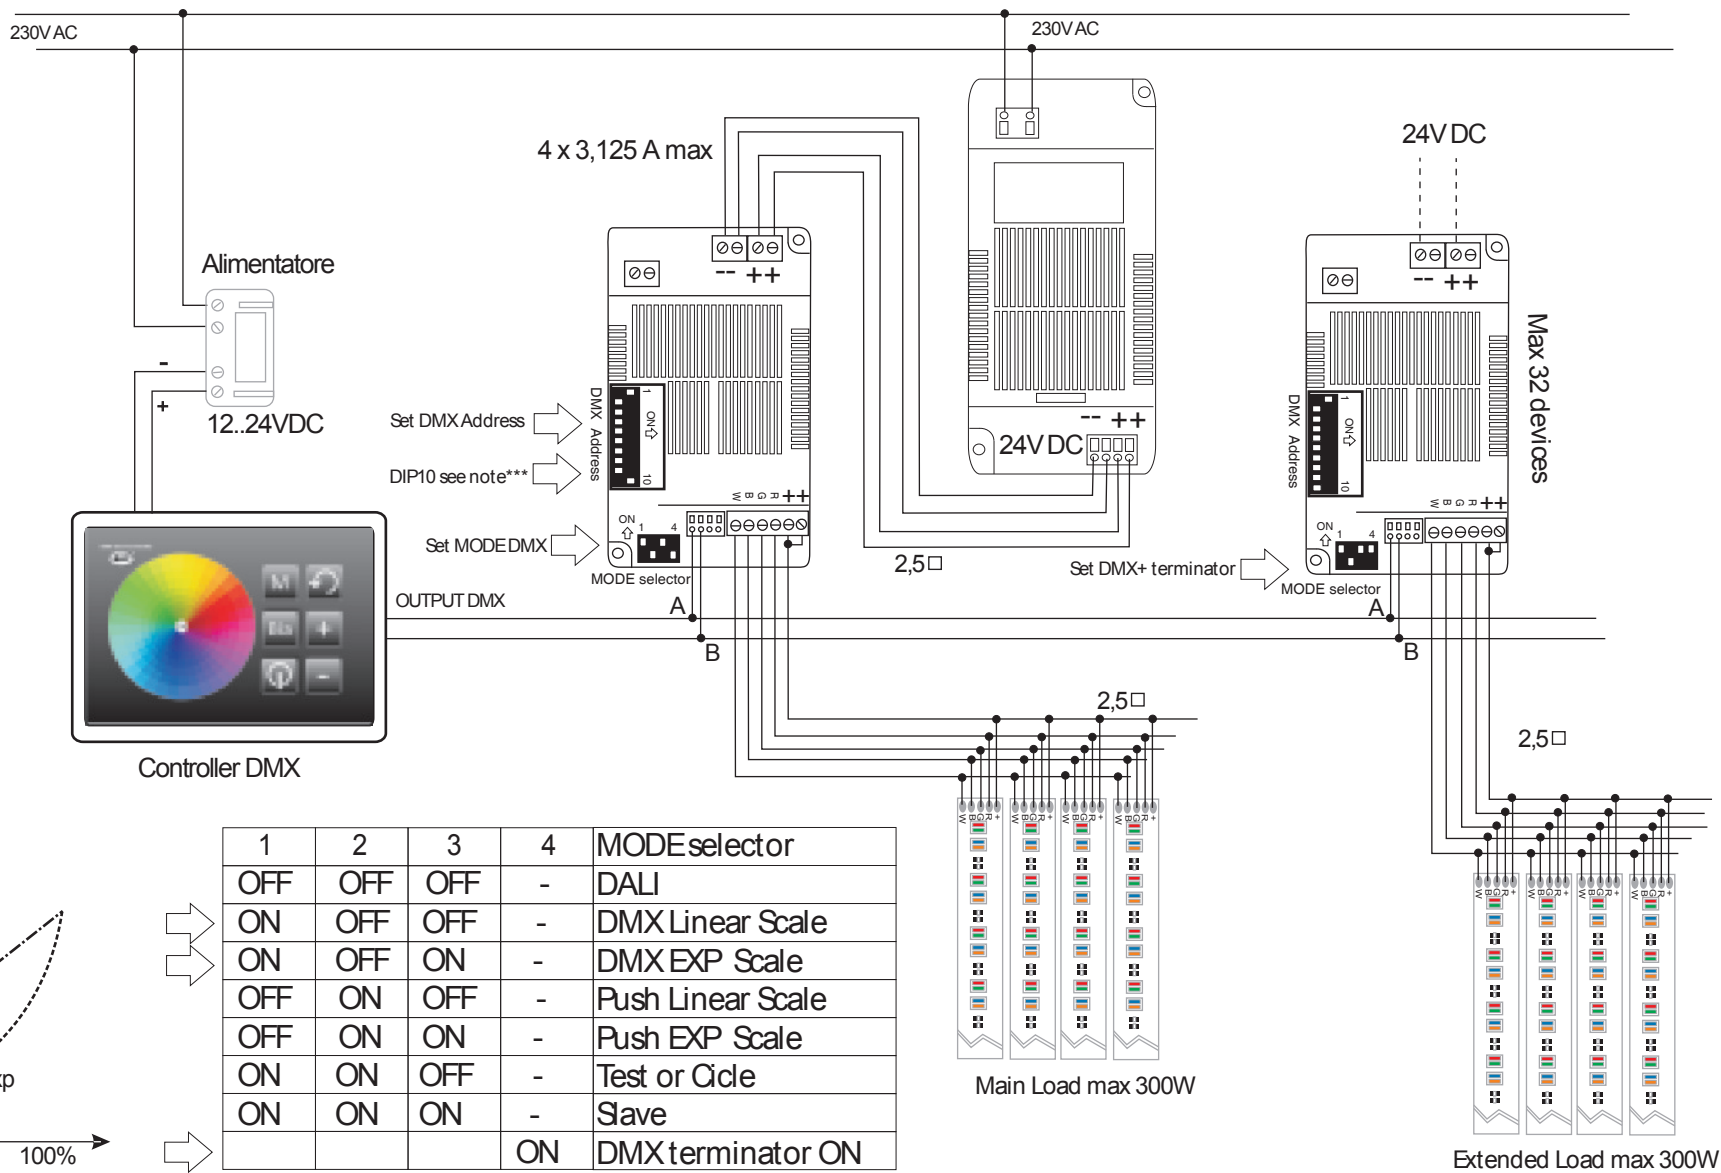 230V AC
230V AC
4 x 3,125 A max
24V DC
Alimentatore
-
+
12..24VDC
-- ++
-- ++
Max 32 devices
Set DMX Address
DIP10 see note***
Set MODE DMX
DMX Address
1
ON
10
W B G R ++
ON
1 4
MODE selector
-- ++
24V DC
2,5□
Set DMX+ terminator
DMX Address
1
ON
10
W B G R ++
ON
1 4
MODE selector
OUTPUT DMX
A
B
A
B
M
+
-
Controller DMX
2,5□
2,5□
W B G R +
W B G R +
W B G R +
W B G R +
Main Load max 300W
W B G R +
W B G R +
W B G R +
W B G R +
Extended Load max 300W
1 2 3 4 MODE selector
OFF OFF OFF - DALI
ON OFF OFF - DMX Linear Scale
ON OFF ON - DMX EXP Scale
OFF ON OFF - Push Linear Scale
OFF ON ON - Push EXP Scale
ON ON OFF - Test or Cicle
ON ON ON - Slave
ON DMX terminator ON
xp
100%